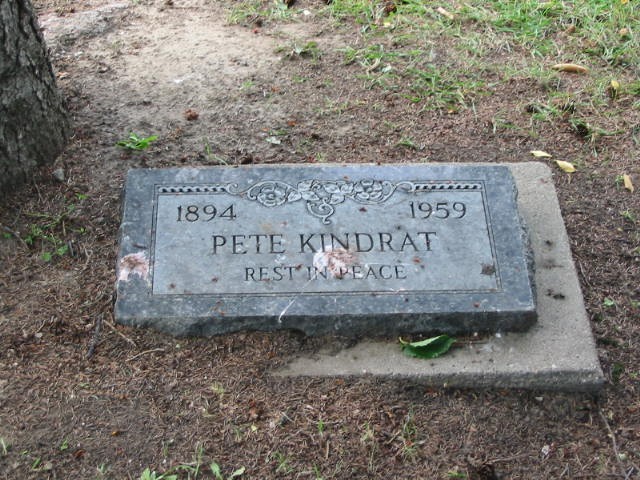 1894 1959
PETE KINDRAT
REST IN PEACE